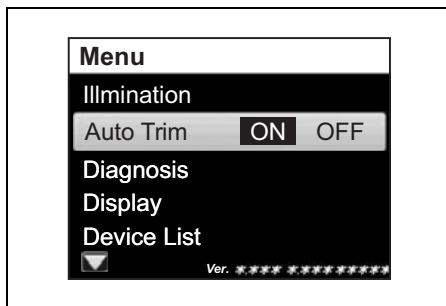 Menu
Illmination
Auto Trim ON OFF
Diagnosis
Display
Device List
Ver. **** **********